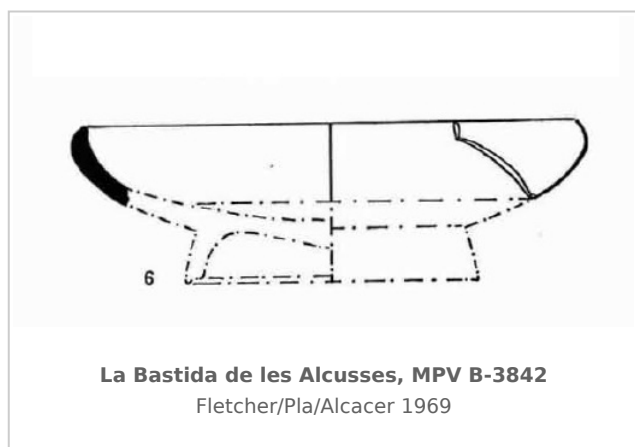 6
La Bastida de les Alcusses, MPV B-3842
Fletcher/Pla/Alcacer 1969